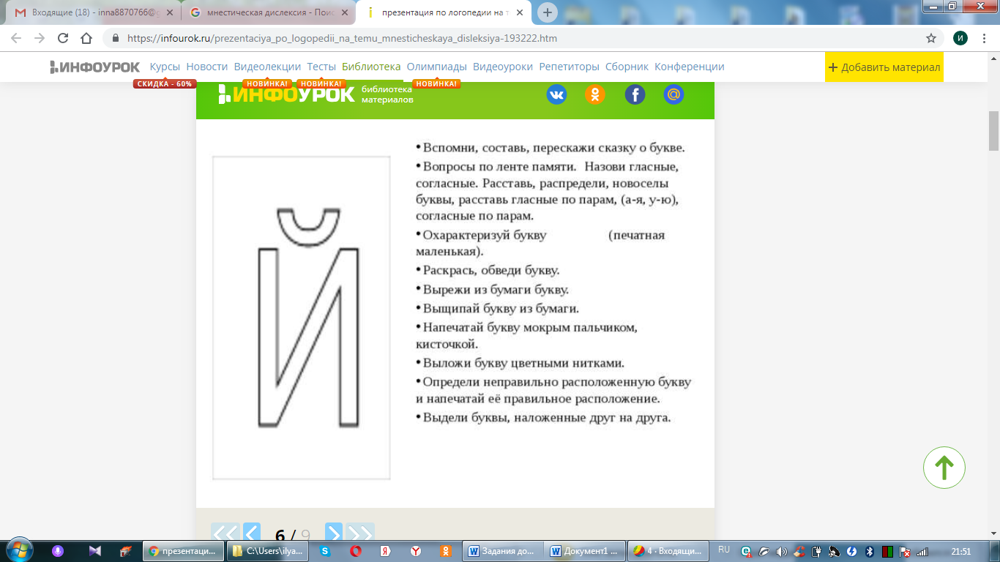 Входящие (18) - inna8870766@g
мнестическая дислексия - Поис
презентация по логопедии на т
https://infourok.ru/prezentaciya_po_logopedii_na_temu_mnesticheskaya_disleksiya-193222.htm
И
ИНФОУРОК Курсы Новости Видеолекции Тесты Библиотека Олимпиады Видеоуроки Репетиторы Сборник Конференции
+ Добавить материал
СКИДКА - 60% НОВИНКА! НОВИНКА! НОВИНКА!
ИНФОУРОК библиотека
материалов
Й
• Вспомни, составь, перескажи сказку о букве.
• Вопросы по ленте памяти. Назови гласные,
согласные. Расставь, распредели, новоселы
буквы, расставь гласные по парам, (а-я, у-ю),
согласные по парам.
• Охарактеризуй букву (печатная
маленькая).
• Раскрась, обведи букву.
• Вырежи из бумаги букву.
• Выщипай букву из бумаги.
• Напечатай букву мокрым пальчиком,
кисточкой.
• Выложи букву цветными нитками.
• Определи неправильно расположенную букву
и напечатай её правильное расположение.
• Выдели буквы, наложенные друг на друга.
6 / 9
презентаци...
C:\Users\ilya...
Задания до...
Документ1 ...
4 · Входящи...
RU
21:51